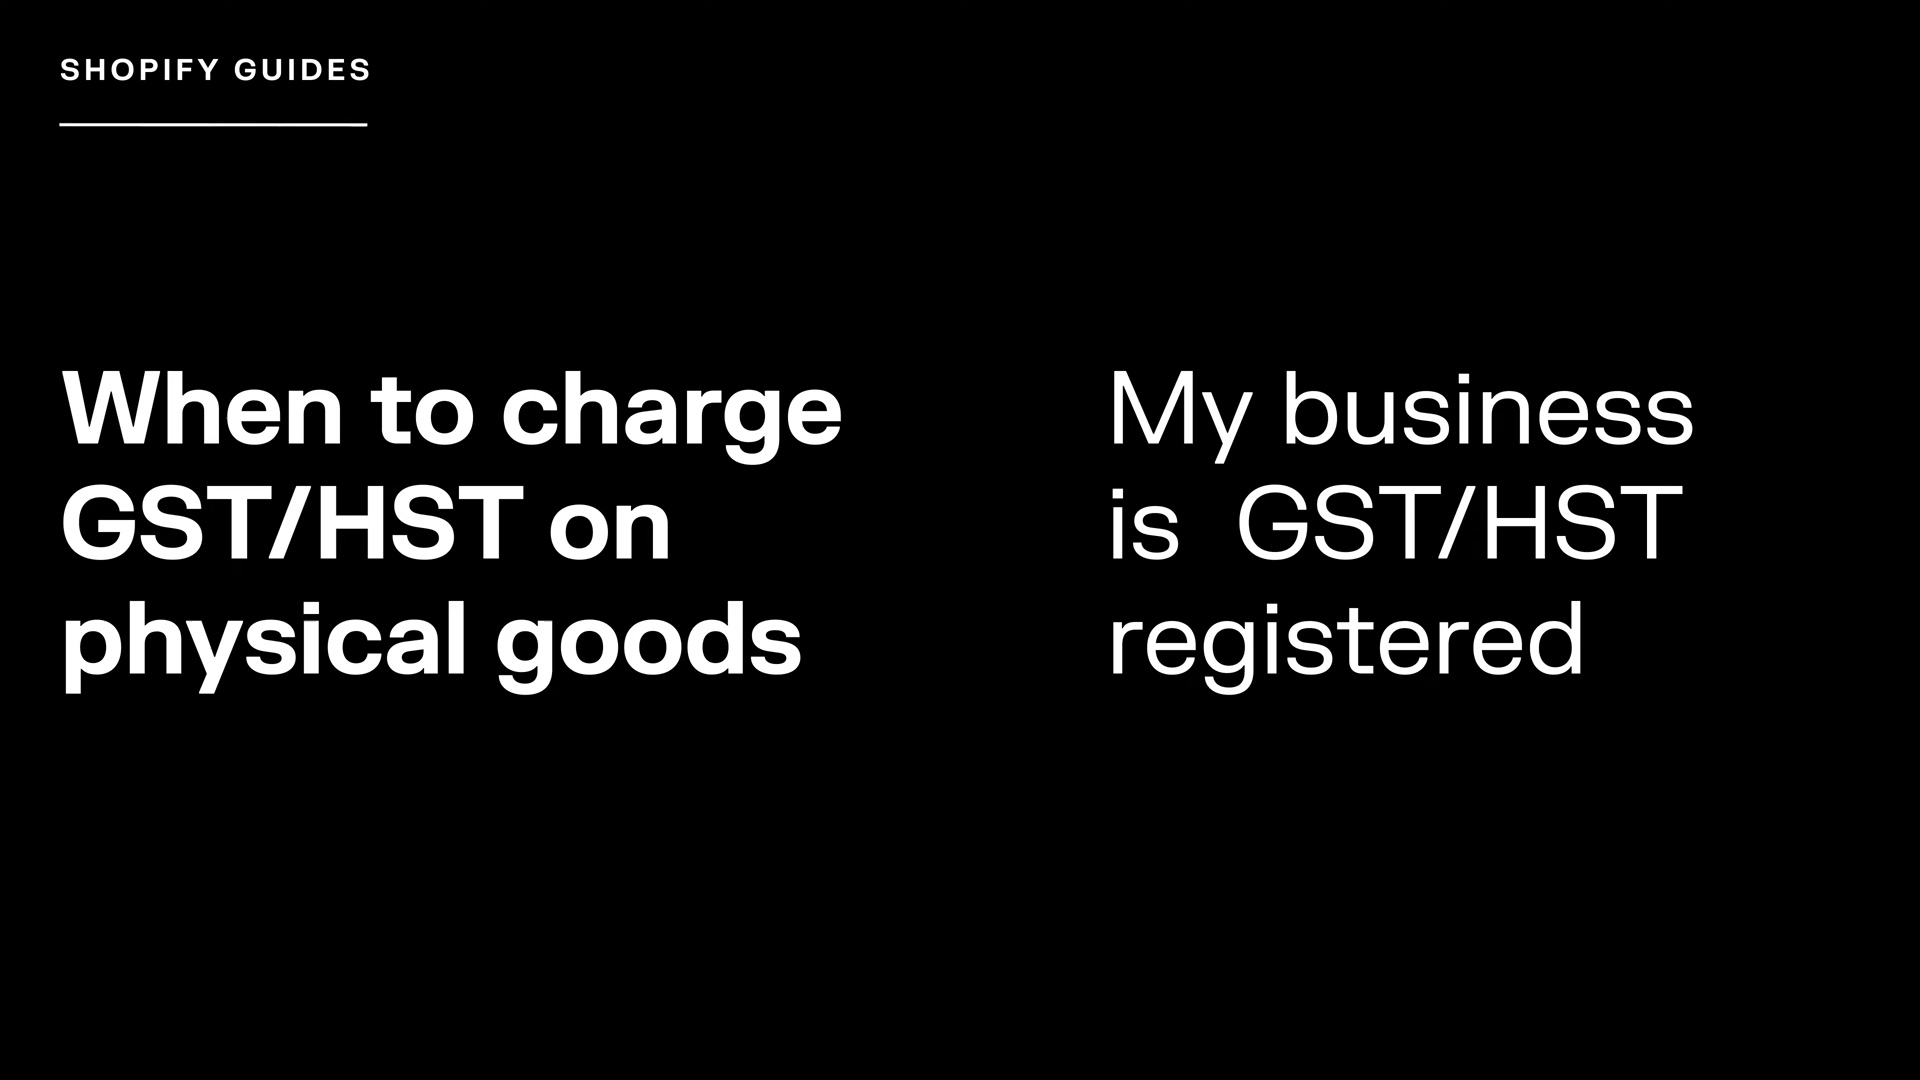 SHOPIFY GUIDES
When to charge
GST/HST on
physical goods
My business
is GST/HST
registered